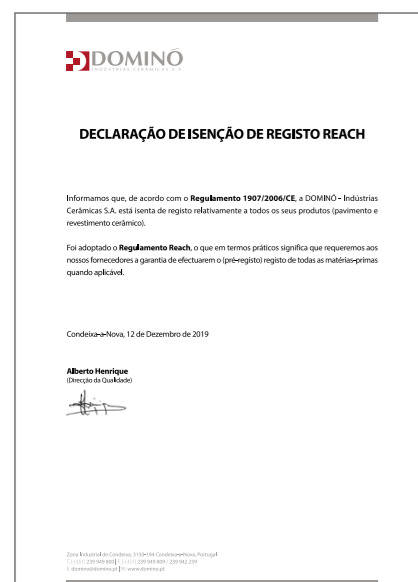 DOMINÓ
INDÚSTRIAS CERÂMICAS S.A.
DECLARAÇÃO DE ISENÇÃO DE REGISTO REACH
Informamos que, de acordo com o Regulamento 1907/2006/CE, a DOMINÓ - Indústrias
Cerâmicas S.A. está isenta de registo relativamente a todos os seus produtos (pavimento e
revestimento cerâmico).
Foi adoptado o Regulamento Reach, o que em termos práticos significa que requeremos aos
nossos fornecedores a garantia de efectuarem o (pré-registo) registo de todas as matérias-primas
quando aplicável.
Condeixa-a-Nova, 12 de Dezembro de 2019
Alberto Henrique
(Direcção da Qualidade)
Zona Industrial de Condeixa, 3150-194 Condeixa-a-Nova, Portugal
T. (+351) 239 949 800 | F. (+351) 239 949 809 / 239 942 239
E. domino@domino.pt | W. www.domino.pt